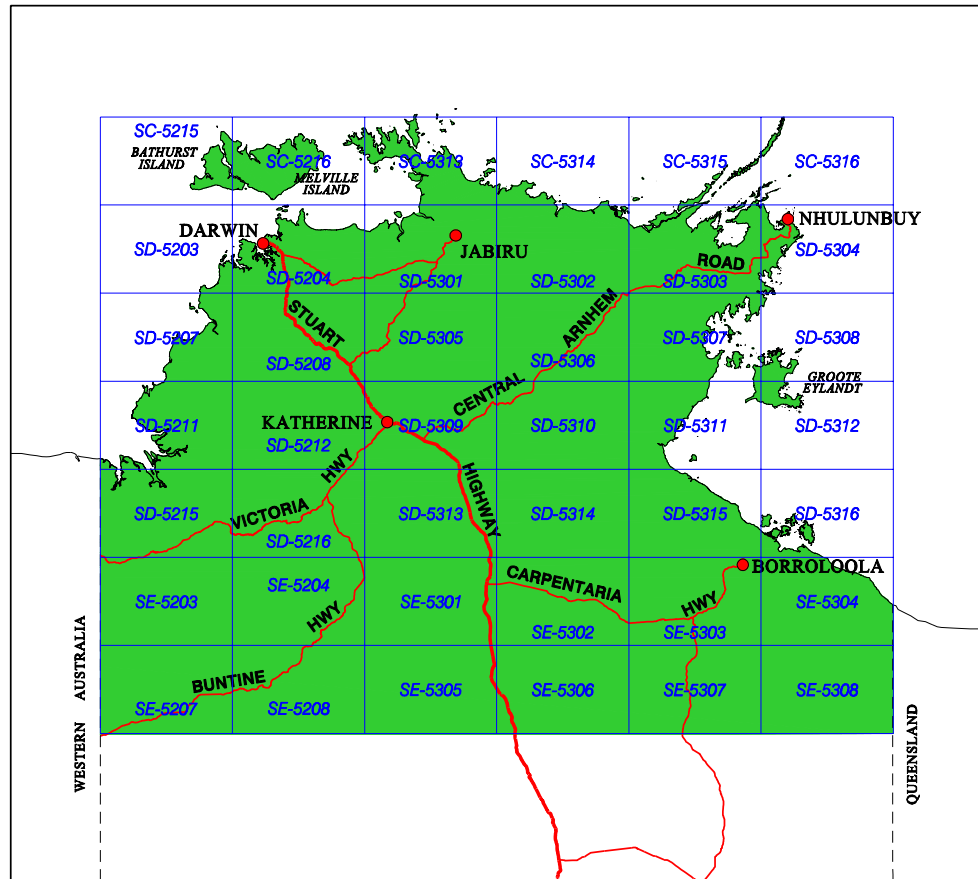 SC-5215
BATHURST
ISLAND
SC-5216
MELVILLE
ISLAND
SC-5313
SC-5314
SC-5315
SC-5316
DARWIN
NHULUNBUY
SD-5203
JABIRU
SD-5304
ROAD
SD-5204
SD-5301
SD-5302
SD-5303
STUART
ARNHEM
SD-5207
SD-5305
SD-5307
SD-5308
SD-5208
SD-5306
GROOTE
EYLANDT
CENTRAL
KATHERINE
SD-5211
SD-5309
SD-5310
SD-5311
SD-5312
SD-5212
HWY
HIGHWAY
VICTORIA
SD-5215
SD-5313
SD-5314
SD-5315
SD-5316
SD-5216
BORROLOOLA
CARPENTARIA
SE-5204
SE-5203
SE-5301
HWY
SE-5304
HWY
SE-5302
SE-5303
BUNTINE
SE-5305
SE-5306
SE-5307
SE-5308
SE-5207
SE-5208
WESTERN AUSTRALIA
QUEENSLAND